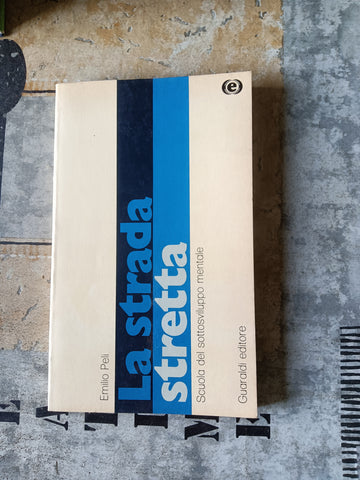 Emilio Peli
La strada
stretta
Scuola del sottosviluppo mentale
Guaraldi editore
e